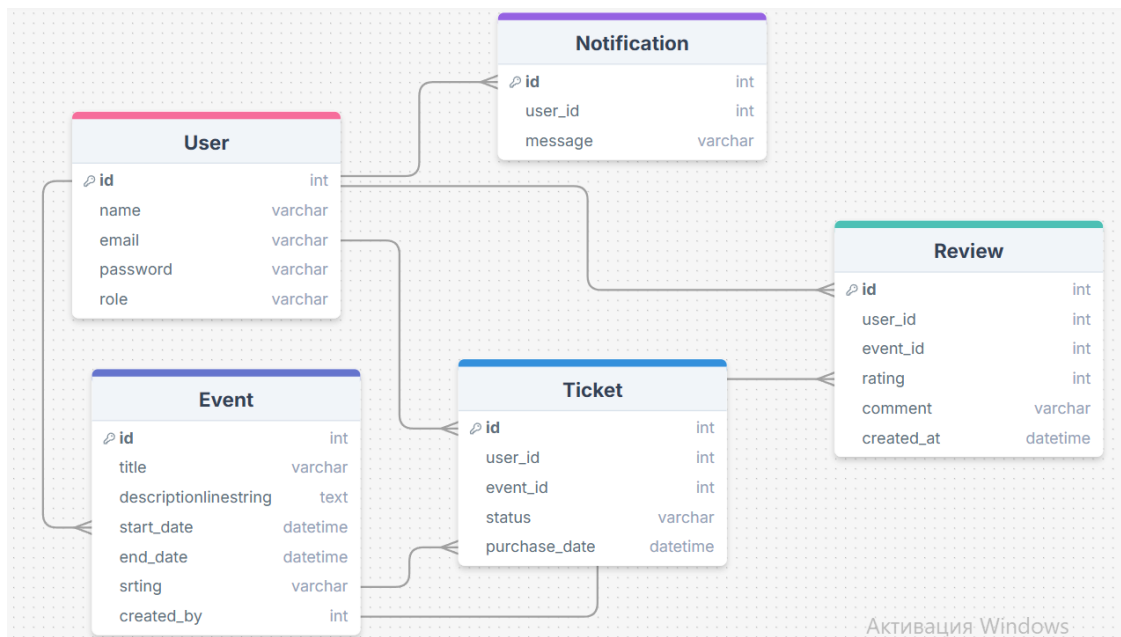 Notification
id int
user_id int
message varchar
User
id int
name varchar
email varchar
password varchar
role varchar
Review
id int
user_id int
event_id int
rating int
comment varchar
created_at datetime
Event
id int
title varchar
descriptionlinestring text
start_date datetime
end_date datetime
srting varchar
created_by int
Ticket
id int
user_id int
event_id int
status varchar
purchase_date datetime
Активация Windows